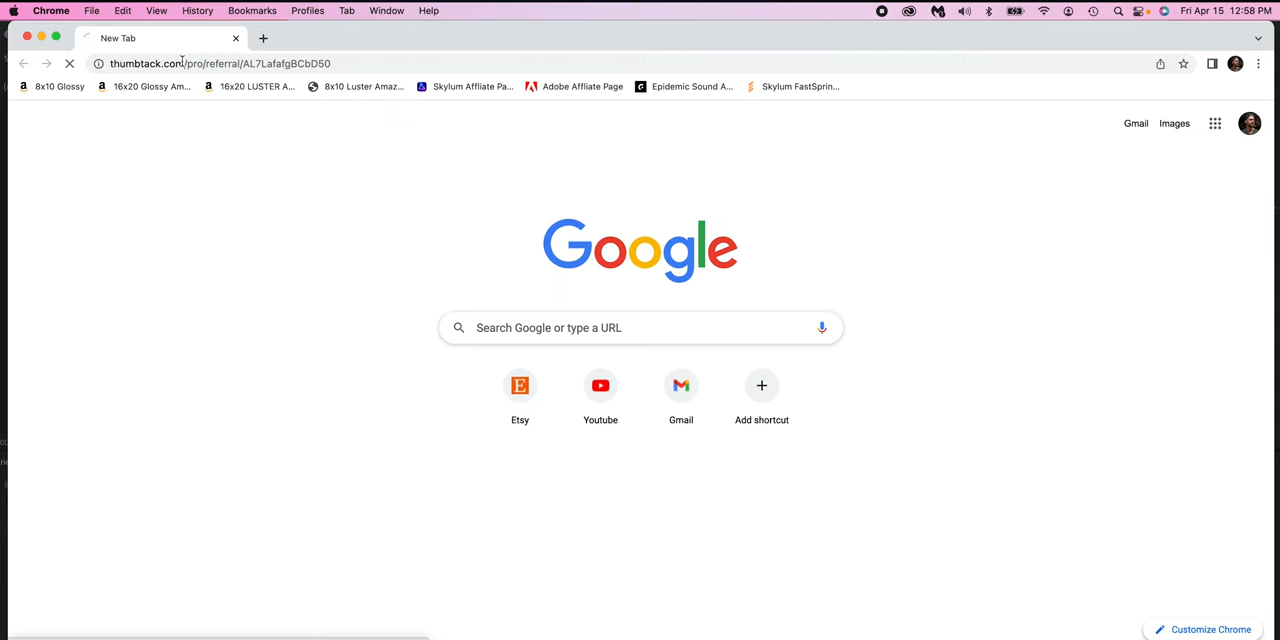 Chrome File Edit View History Bookmarks Profiles Tab Window Help Fri Apr 15 12:58 PM
New Tab
thumbtack.com/pro/referral/AL7LafafgBCbD50
8x10 Glossy 16x20 Glossy Am... 16x20 LUSTER A... 8x10 Luster Amaz... Skylum Affliate Pa... Adobe Affliate Page Epidemic Sound A... Skylum FastSprin...
Gmail Images
Google
Search Google or type a URL
Etsy Youtube Gmail Add shortcut
Customize Chrome